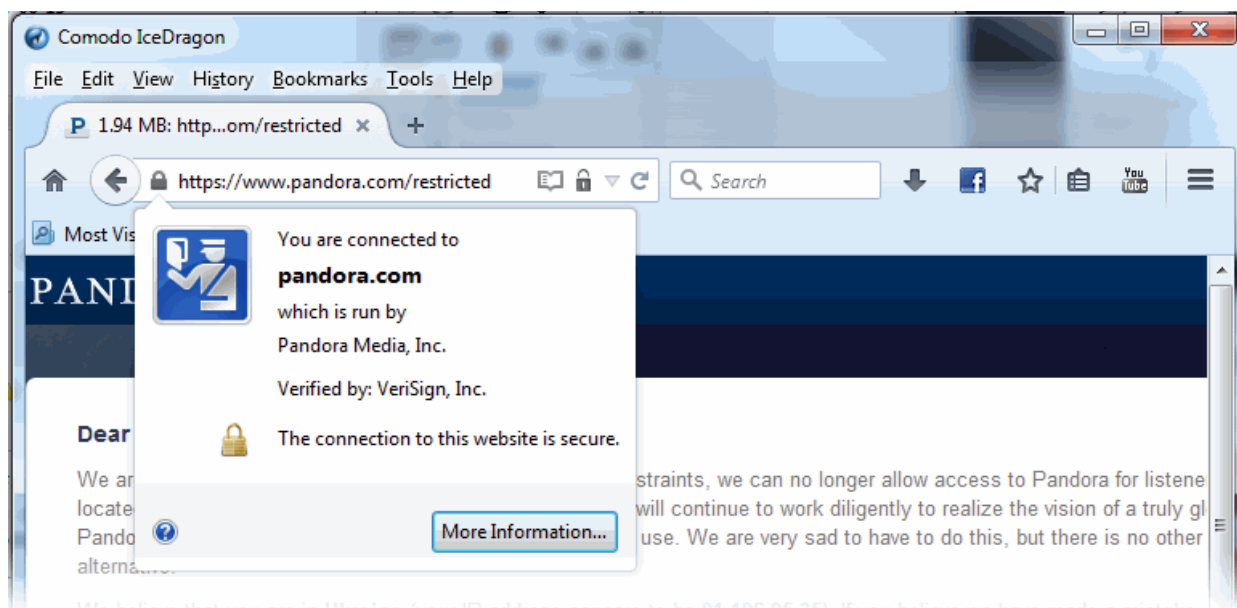 Comodo IceDragon
File Edit View History Bookmarks Tools Help
P 1.94 MB: http...om/restricted
https://www.pandora.com/restricted
Search
You Tube
Most Vis
You are connected to
PAND
pandora.com
which is run by
Pandora Media, Inc.
Verified by: VeriSign, Inc.
Dear
The connection to this website is secure.
We ar straints, we can no longer allow access to Pandora for listene
locate will continue to work diligently to realize the vision of a truly gl
More Information...
Pando use. We are very sad to have to do this, but there is no other
alternative.